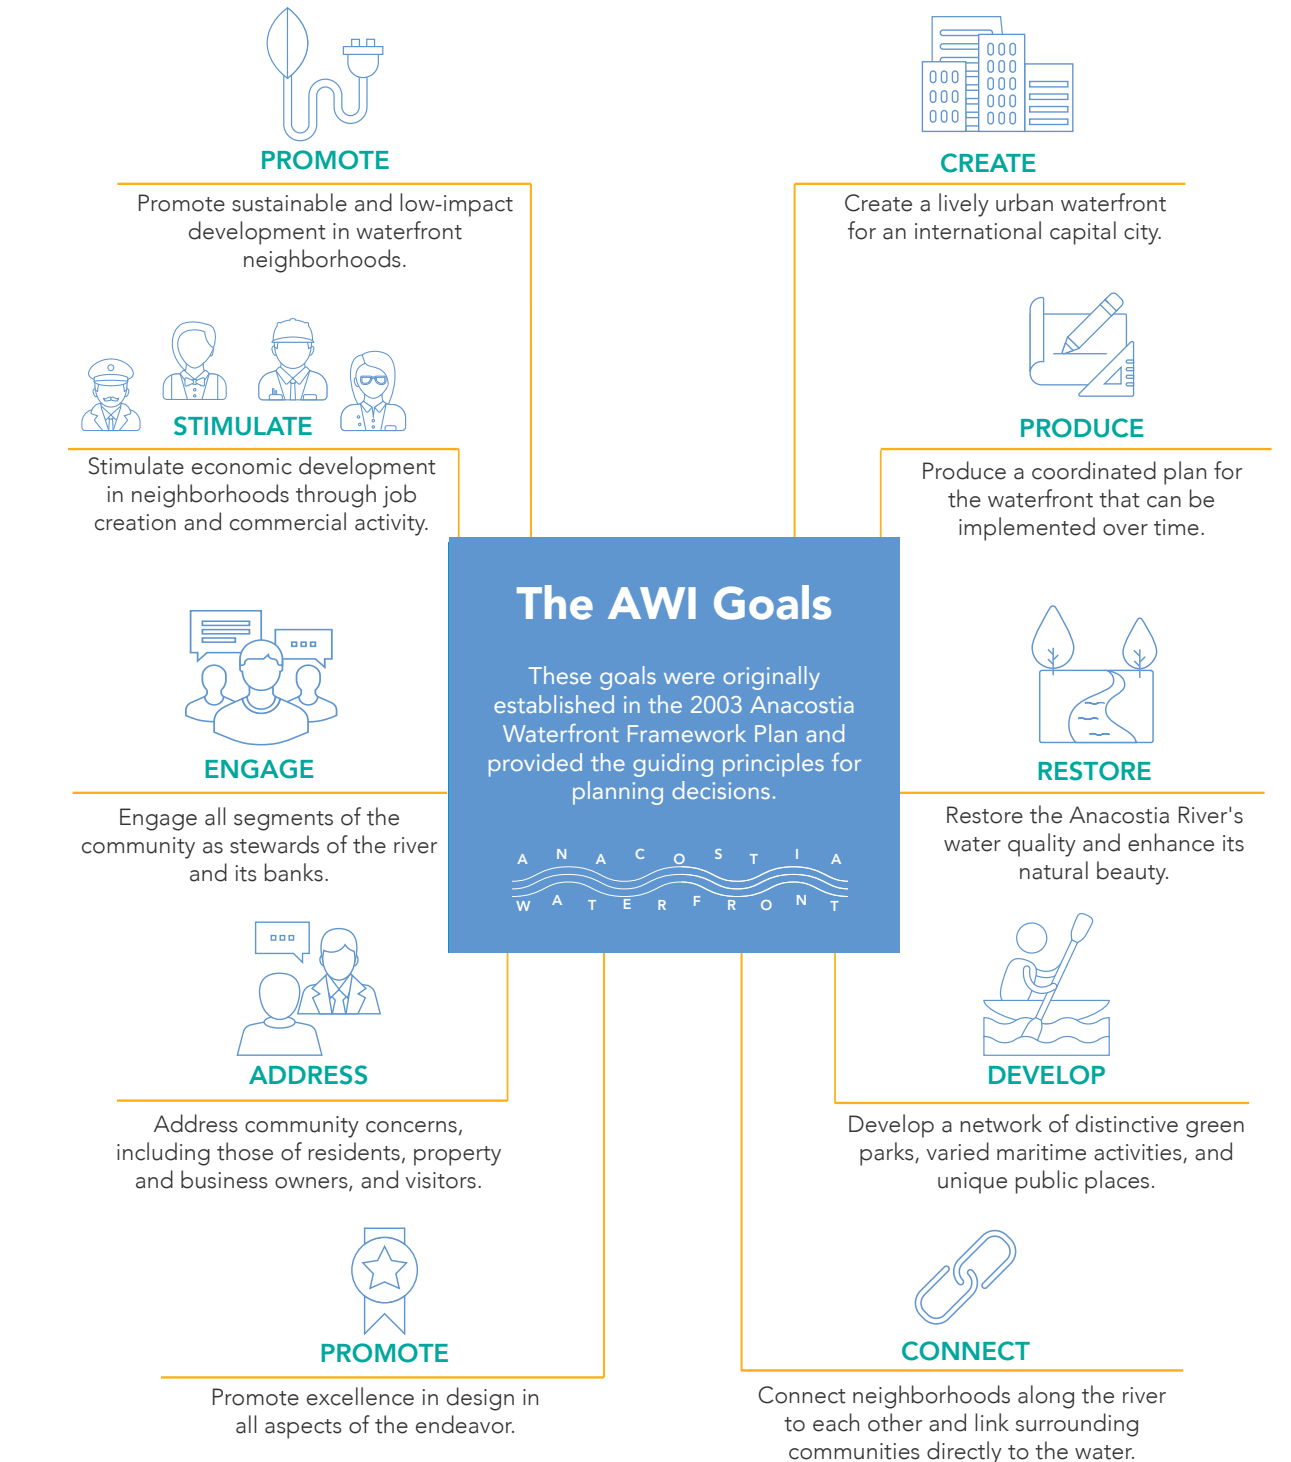 PROMOTE
Promote sustainable and low-impact
development in waterfront
neighborhoods.
STIMULATE
Stimulate economic development
in neighborhoods through job
creation and commercial activity.
ENGAGE
Engage all segments of the
community as stewards of the river
and its banks.
ADDRESS
Address community concerns,
including those of residents, property
and business owners, and visitors.
PROMOTE
Promote excellence in design in
all aspects of the endeavor.
The AWI Goals
These goals were originally
established in the 2003 Anacostia
Waterfront Framework Plan and
provided the guiding principles for
planning decisions.
ANACOSTIA
WATERFRONT
CREATE
Create a lively urban waterfront
for an international capital city.
PRODUCE
Produce a coordinated plan for
the waterfront that can be
implemented over time.
RESTORE
Restore the Anacostia River's
water quality and enhance its
natural beauty.
DEVELOP
Develop a network of distinctive green
parks, varied maritime activities, and
unique public places.
CONNECT
Connect neighborhoods along the river
to each other and link surrounding
communities directly to the water.